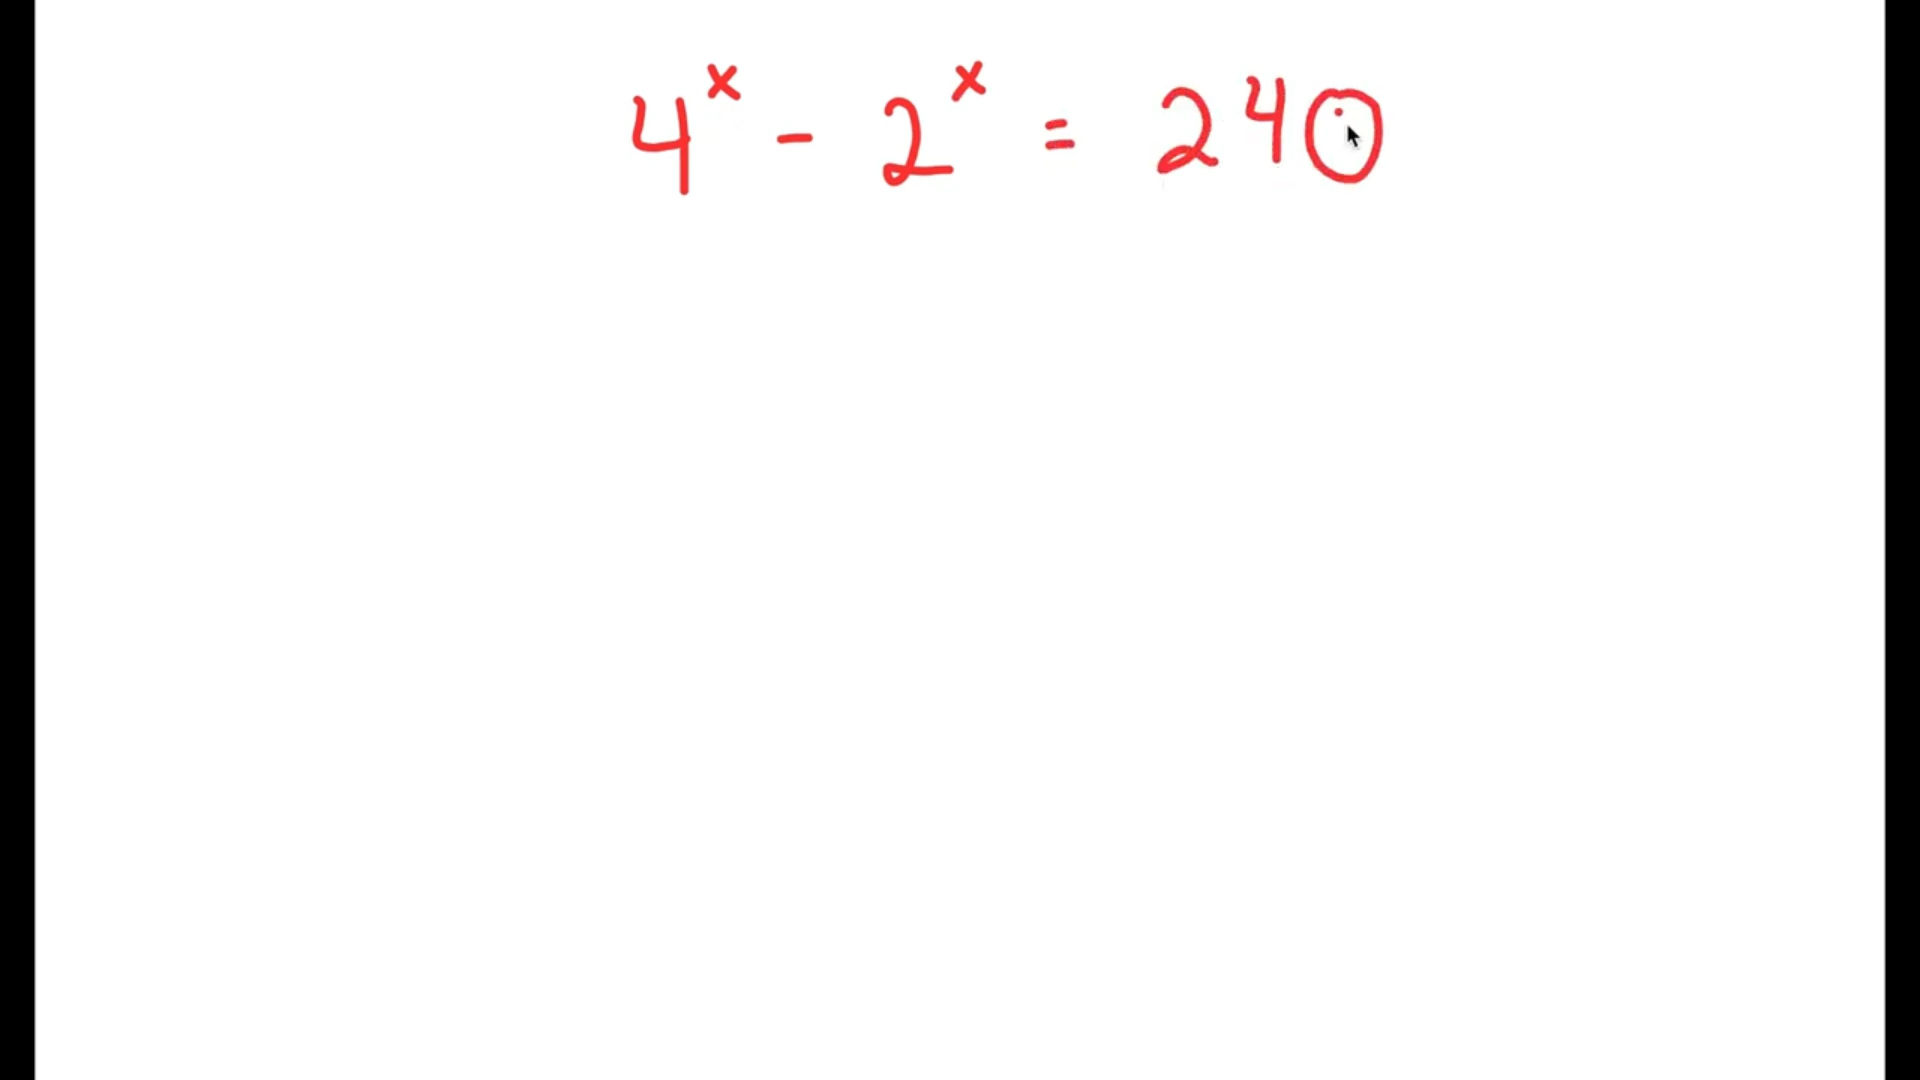 4^x - 2^x = 240